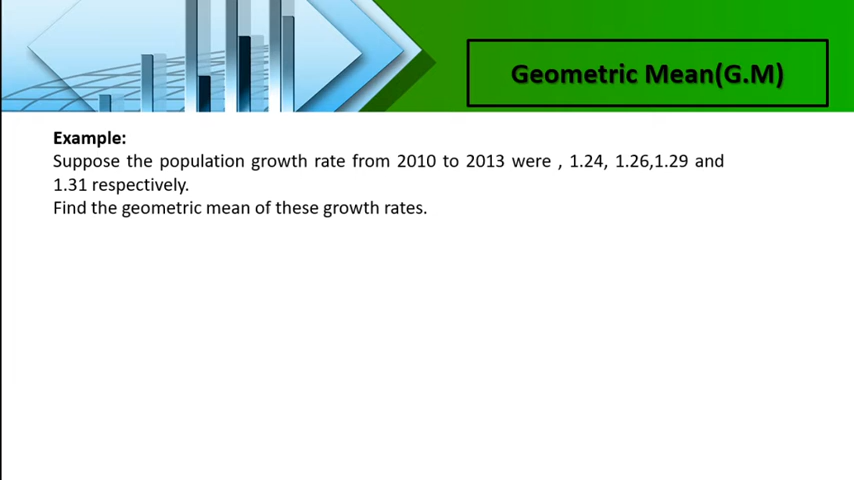 Geometric Mean(G.M)
Example:
Suppose the population growth rate from 2010 to 2013 were , 1.24, 1.26,1.29 and
1.31 respectively.
Find the geometric mean of these growth rates.